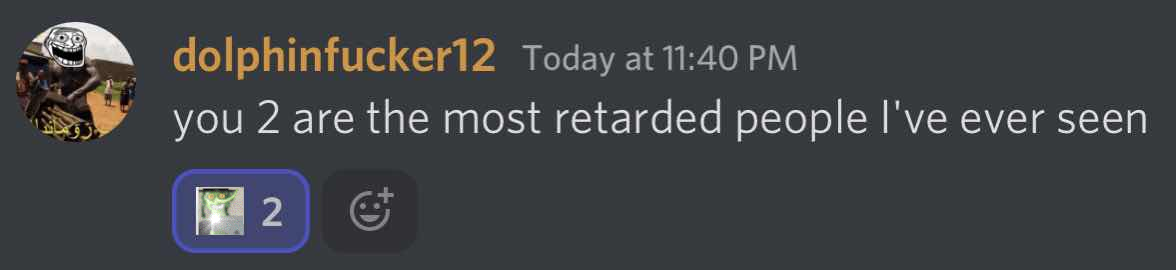 dolphinfucker12 Today at 11:40 PM
you 2 are the most retarded people I've ever seen
2